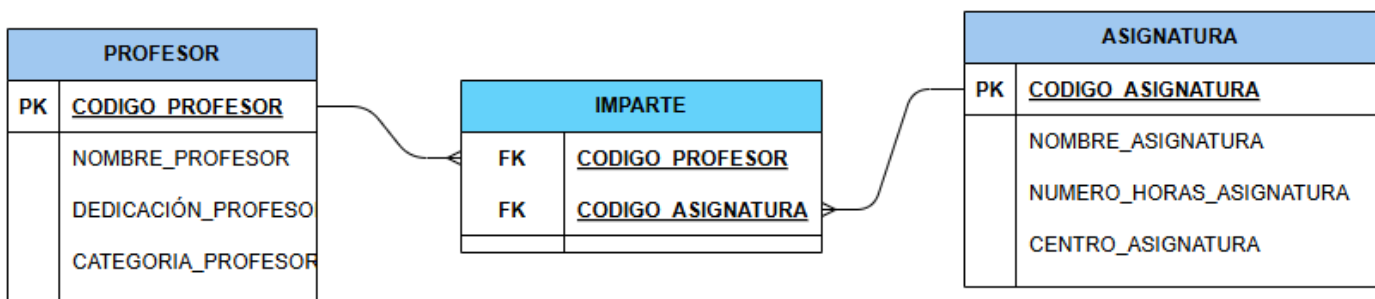 PROFESOR
PK CODIGO_PROFESOR
NOMBRE_PROFESOR
DEDICACIÓN_PROFESO
CATEGORIA_PROFESOR
IMPARTE
FK CODIGO_PROFESOR
FK CODIGO_ASIGNATURA
ASIGNATURA
PK CODIGO_ASIGNATURA
NOMBRE_ASIGNATURA
NUMERO_HORAS_ASIGNATURA
CENTRO_ASIGNATURA